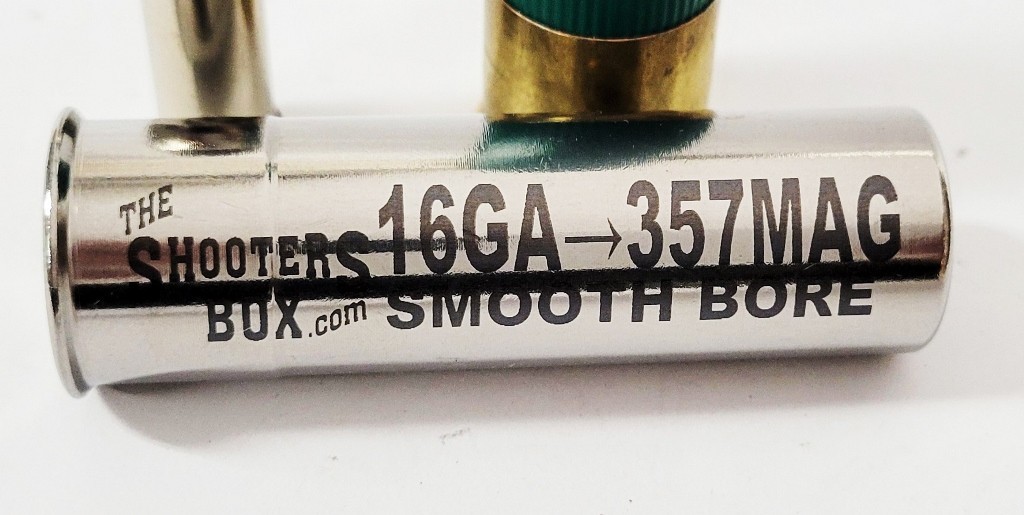 THE
SHOOTERS
BOX.com
16GA→357MAG
SMOOTH BORE